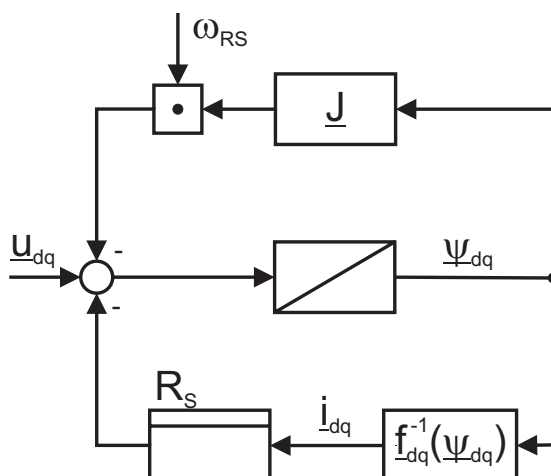 ω_RS
J
u_dq
-
ψ_dq
-
R_S
i_dq
f_dq^-1(ψ_dq)